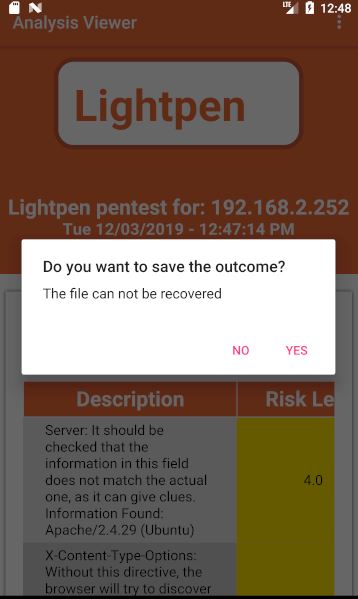 LTE 12:48
Analysis Viewer
Lightpen
Lightpen pentest for: 192.168.2.252
Tue 12/03/2019 - 12:47:14 PM
Do you want to save the outcome?
The file can not be recovered
NO YES
Description Risk Le
Server: It should be
checked that the
information in this field
does not match the actual
one, as it can give clues.
Information Found:
Apache/2.4.29 (Ubuntu)
4.0
X-Content-Type-Options:
Without this directive, the
browser will try to discover